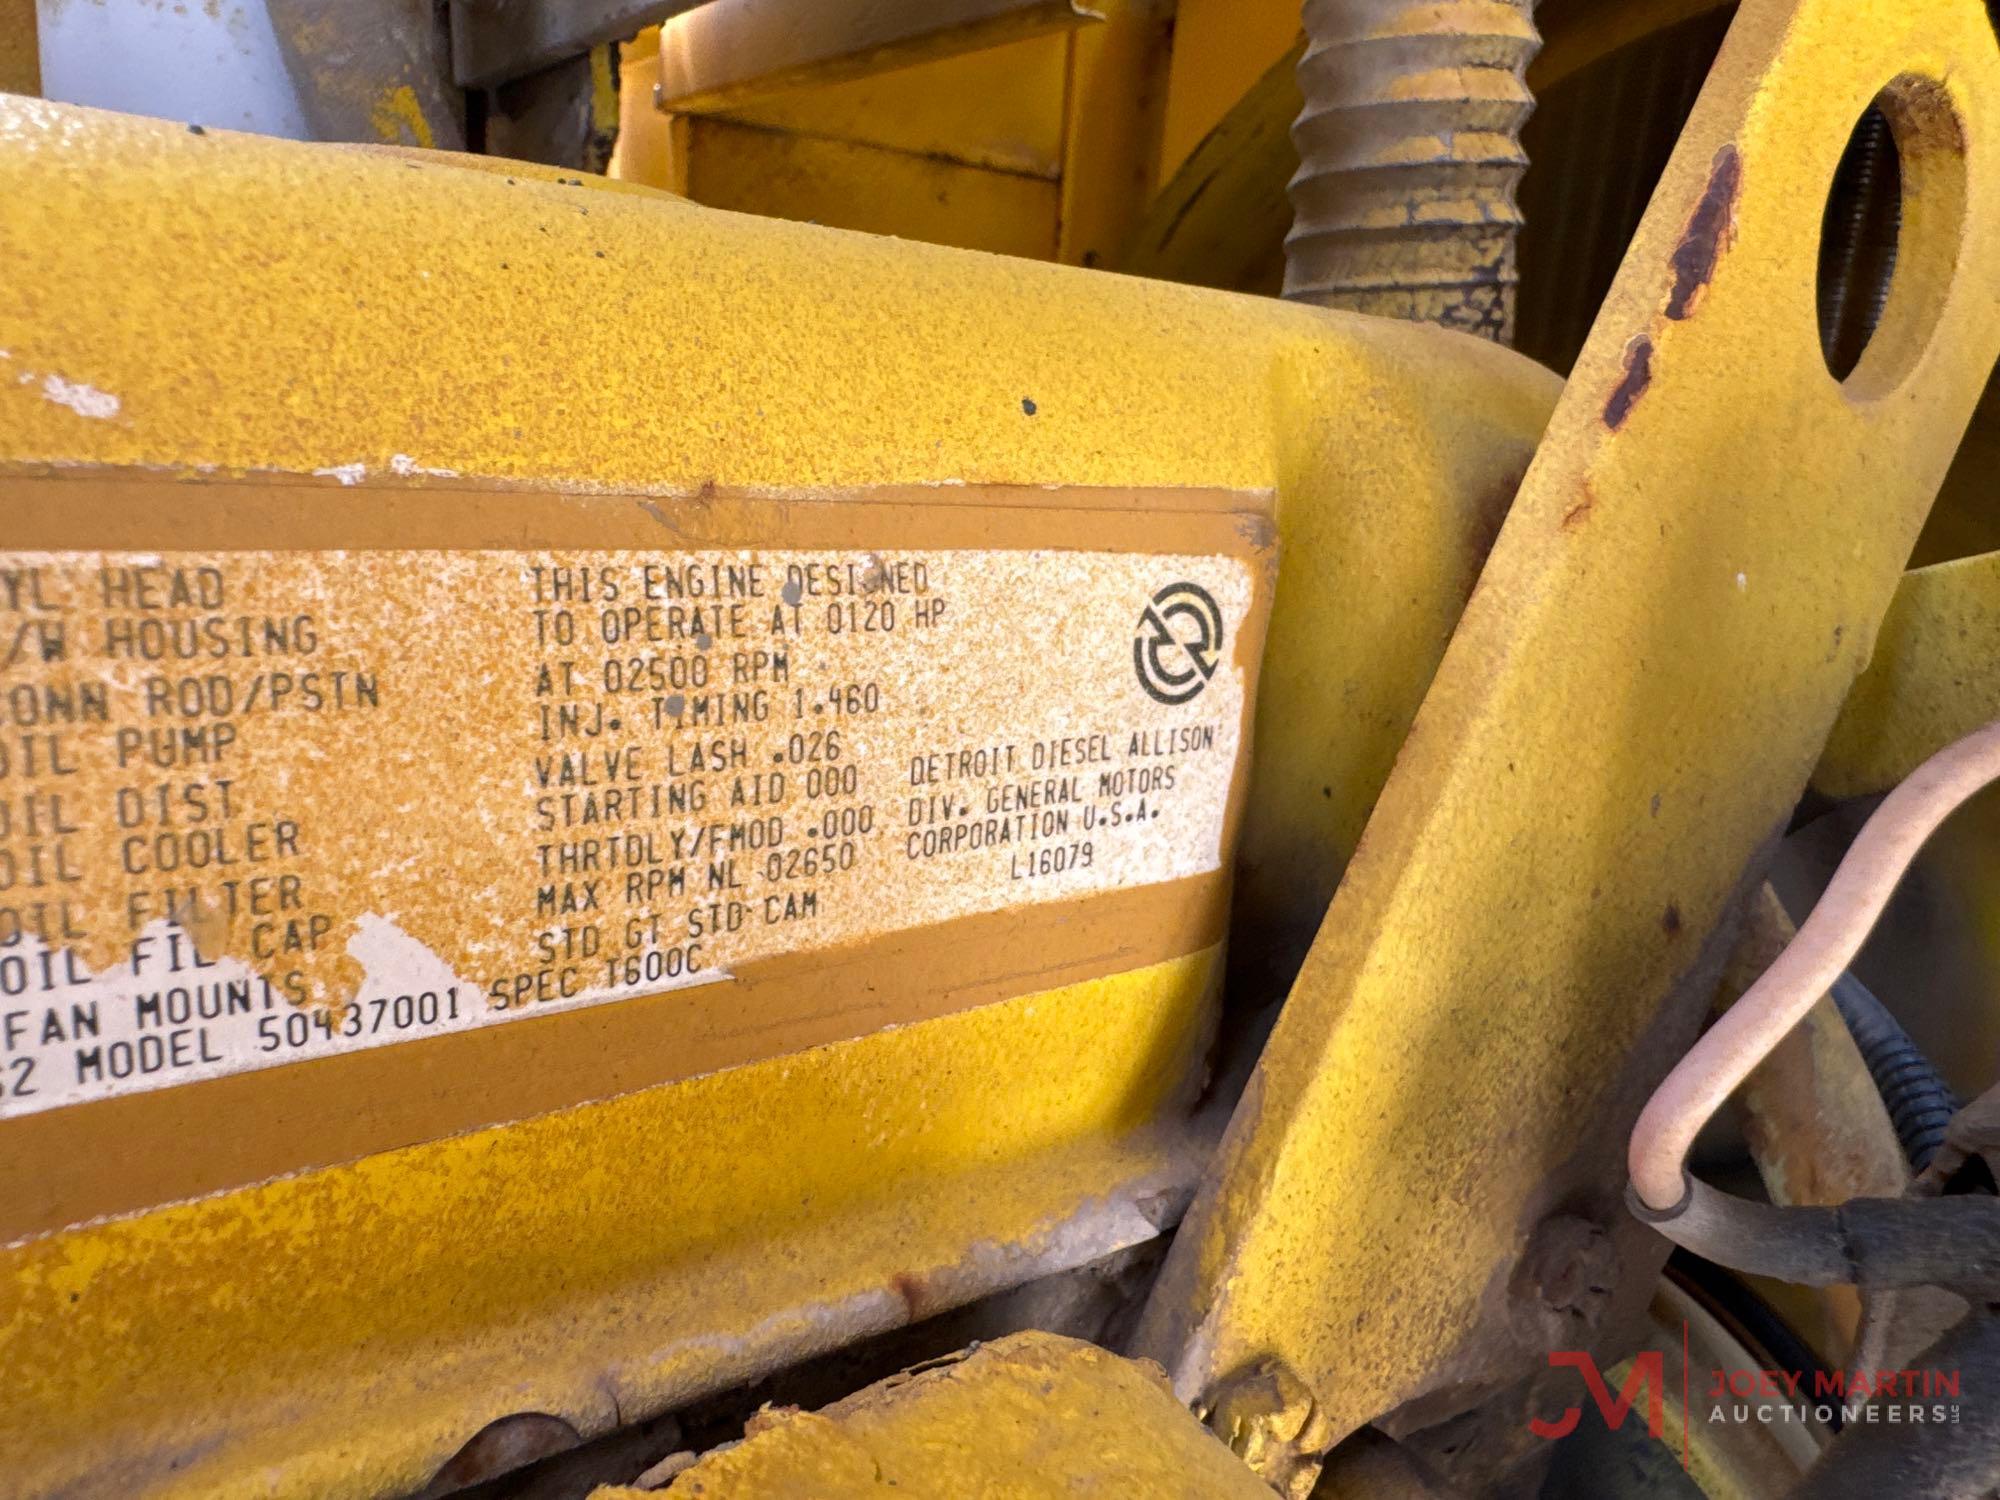 YL HEAD
/W HOUSING
CONN ROD/PSTN
OIL PUMP
OIL DIST
OIL COOLER
OIL FILTER
OIL FIL CAP
FAN MOUNTS
THIS ENGINE DESIGNED
TO OPERATE AT 0120 HP
AT 02500 RPM
INJ. TIMING 1.460
VALVE LASH .026
STARTING AID 000
THRTDLY/FMOD .000
MAX RPM NL 02650
STD GT STD CAM
2 MODEL 50437001 SPEC T600C
DETROIT DIESEL ALLISON
DIV. GENERAL MOTORS
CORPORATION U.S.A.
L16079
JM JOEY MARTIN
AUCTIONEERS LLC